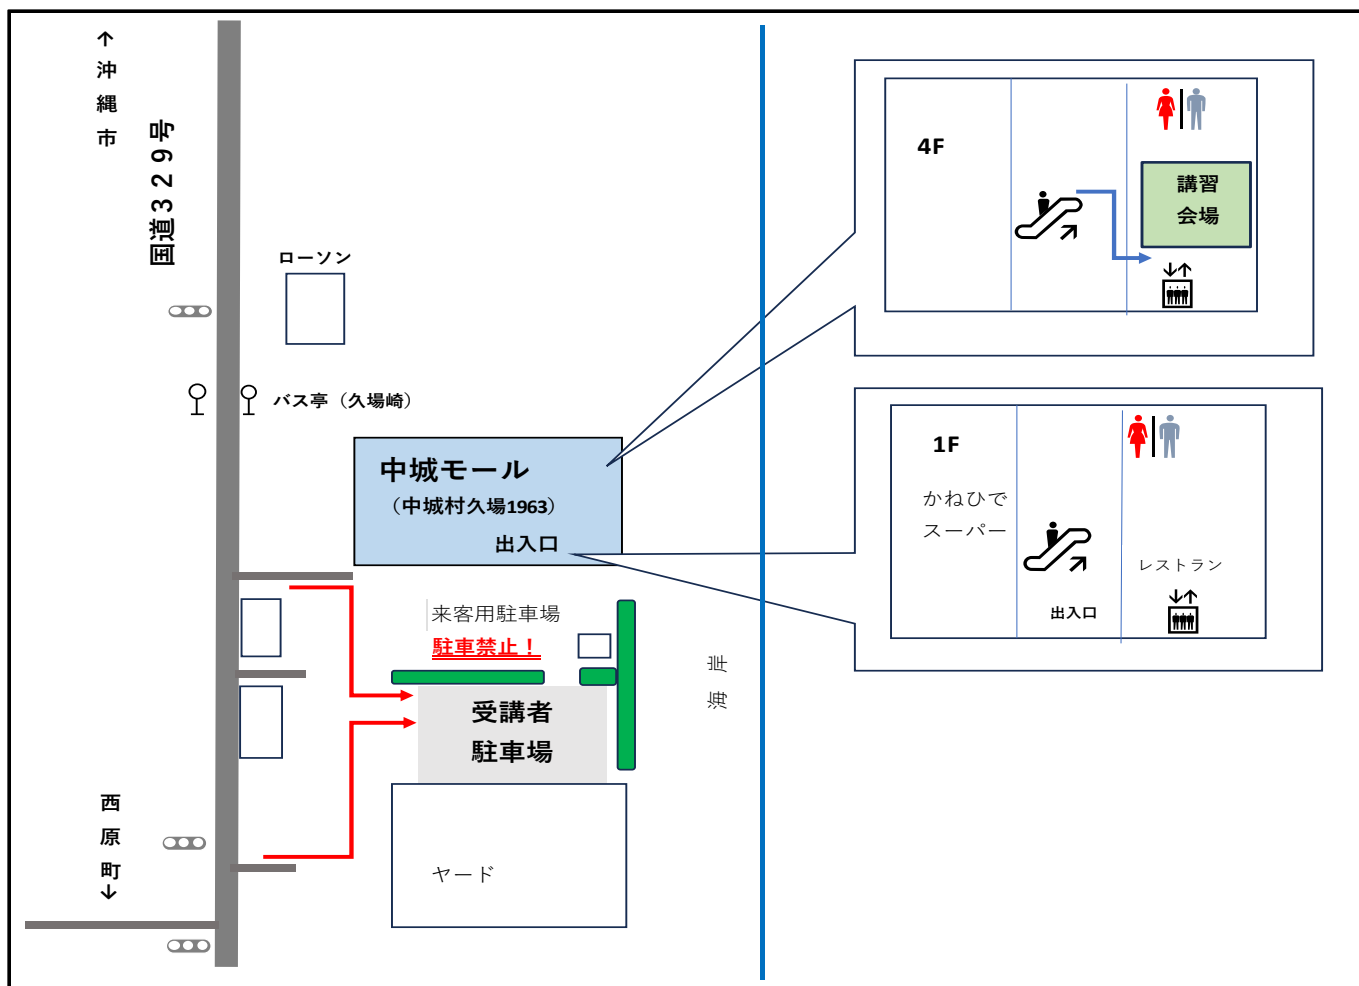 ↑沖縄市
国道３２９号
ローソン
バス亭（久場崎）
中城モール
（中城村久場1963）
出入口
来客用駐車場
駐車禁止！
受講者
駐車場
ヤード
西原町↓
海岸
4F
講習
会場
↓↑
1F
かねひで
スーパー
レストラン
出入口
↓↑